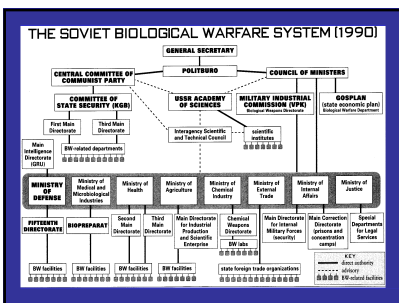 THE SOVIET BIOLOGICAL WARFARE SYSTEM (1990)
GENERAL SECRETARY
POLITBURO
CENTRAL COMMITTEE OF
COMMUNIST PARTY
COUNCIL OF MINISTERS
COMMITTEE OF
STATE SECURITY (KGB)
USSR ACADEMY
OF SCIENCES
MILITARY INDUSTRIAL
COMMISSION (VPK)
Biological Weapons Directorate
GOSPLAN
(state economic plan)
Biological Warfare Department
First Main
Directorate
Third Main
Directorate
Interagency Scientific
and Technical Council
scientific
institutes
Main
Intelligence
Directorate
(GRU)
BW-related departments
MINISTRY
OF
DEFENSE
Ministry of
Medical and
Microbiological
Industries
Ministry of
Health
Ministry of
Agriculture
Ministry of
Chemical
Industry
Ministry of
External
Trade
Ministry of
Internal
Affairs
Ministry of
Justice
FIFTEENTH
DIRECTORATE
BIOPREPARAT
Second
Main
Directorate
Third
Main
Directorate
Main Directorate
for Industrial
Production
and Scientific
Enterprise
Chemical
Weapons
Directorate
BW labs
Main Directorate
for Internal
Military Forces
(security)
Main Correction
Directorate
(prisons and
concentration
camps)
Special
Departments
for Legal
Services
BW facilities
BW facilities
BW facilities
BW facilities
state foreign trade organizations
KEY
direct authority
advisory
BW-related facilities